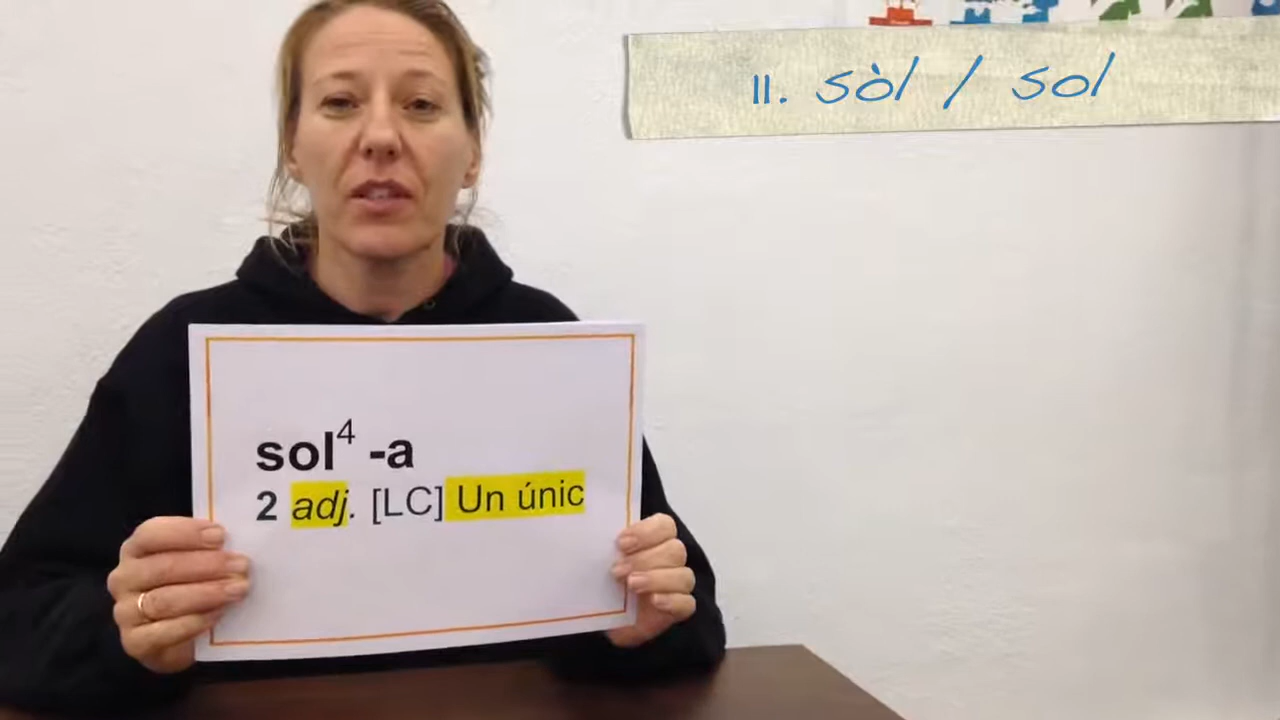 11. sòl / sol
sol⁴ -a
2 adj. [LC] Un únic